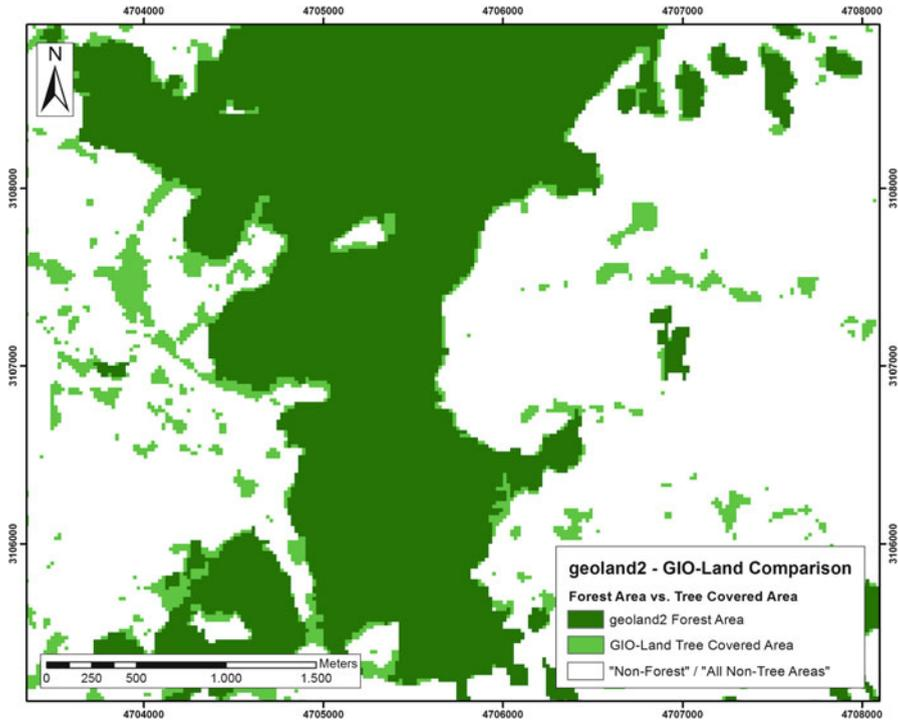 4704000 4705000 4706000 4707000 4708000
N
3108000 3108000
3107000 3107000
3106000 3106000
geoland2 - GIO-Land Comparison
Forest Area vs. Tree Covered Area
geoland2 Forest Area
GIO-Land Tree Covered Area
"Non-Forest" / "All Non-Tree Areas"
Meters
0 250 500 1.000 1.500
4704000 4705000 4706000 4707000 4708000